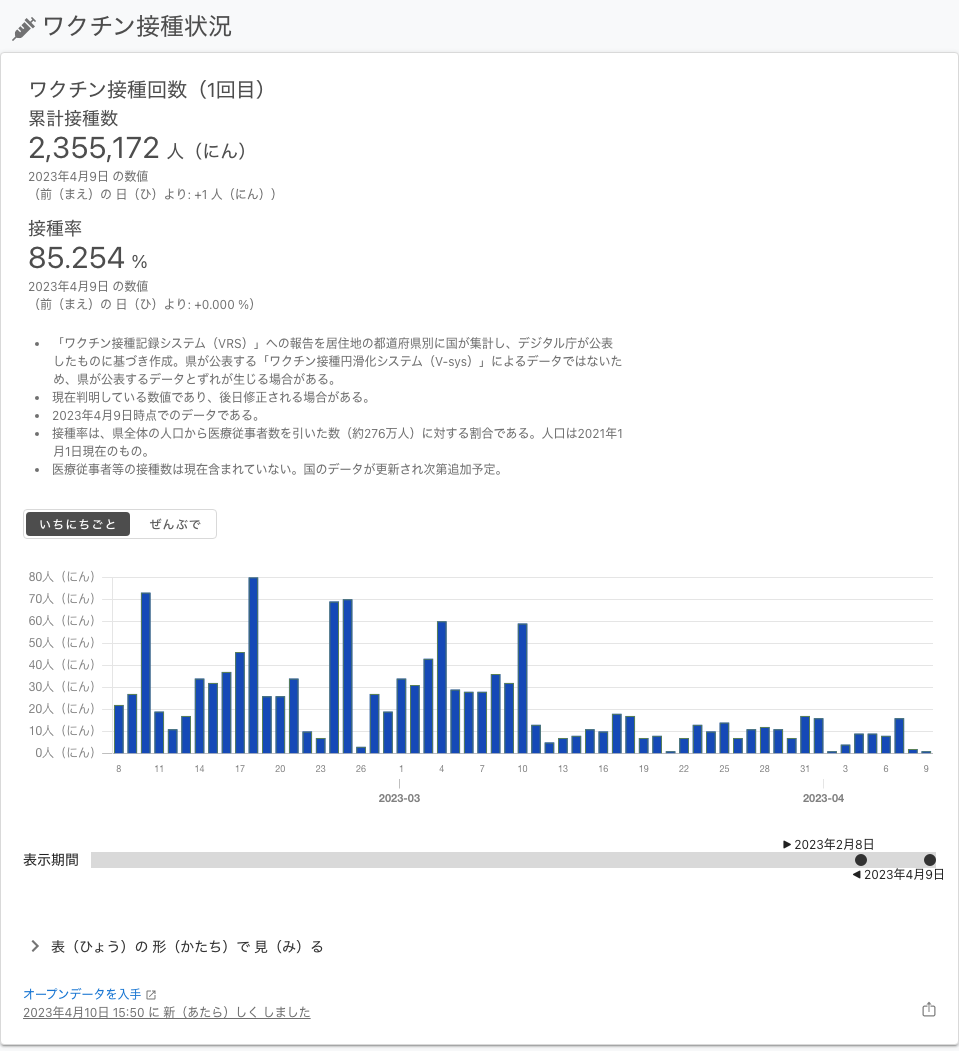 ワクチン接種状況
ワクチン接種回数（1回目）
累計接種数
2,355,172 人（にん）
2023年4月9日 の数値
（前（まえ）の 日（ひ）より: +1 人（にん））
接種率
85.254 %
2023年4月9日 の数値
（前（まえ）の 日（ひ）より: +0.000 %）
• 「ワクチン接種記録システム（VRS）」への報告を居住地の都道府県別に国が集計し、デジタル庁が公表
したものに基づき作成。県が公表する「ワクチン接種円滑化システム（V-sys）」によるデータではないた
め、県が公表するデータとずれが生じる場合がある。
• 現在判明している数値であり、後日修正される場合がある。
• 2023年4月9日時点でのデータである。
• 接種率は、県全体の人口から医療従事者数を引いた数（約276万人）に対する割合である。人口は2021年1
月1日現在のもの。
• 医療従事者等の接種数は現在含まれていない。国のデータが更新され次第追加予定。
いちにちごと ぜんぶで
80人（にん）
70人（にん）
60人（にん）
50人（にん）
40人（にん）
30人（にん）
20人（にん）
10人（にん）
0人（にん）
8 11 14 17 20 23 26 1 4 7 10 13 16 19 22 25 28 31 3 6 9
2023-03 2023-04
2023年2月8日
表示期間
2023年4月9日
表（ひょう）の 形（かたち）で 見（み）る
オープンデータを入手
2023年4月10日 15:50 に 新（あたら）しく しました